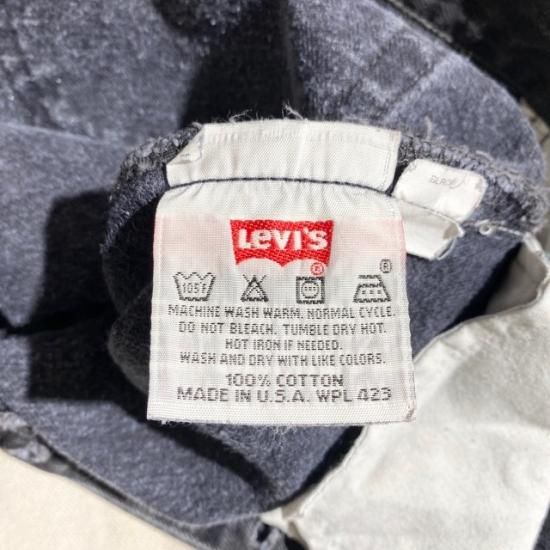 LEVI'S
®
®
105F
MACHINE WASH WARM. NORMAL CYCLE.
DO NOT BLEACH. TUMBLE DRY HOT.
HOT IRON IF NEEDED.
WASH AND DRY WITH LIKE COLORS.
100% COTTON
MADE IN U.S.A. WPL 423